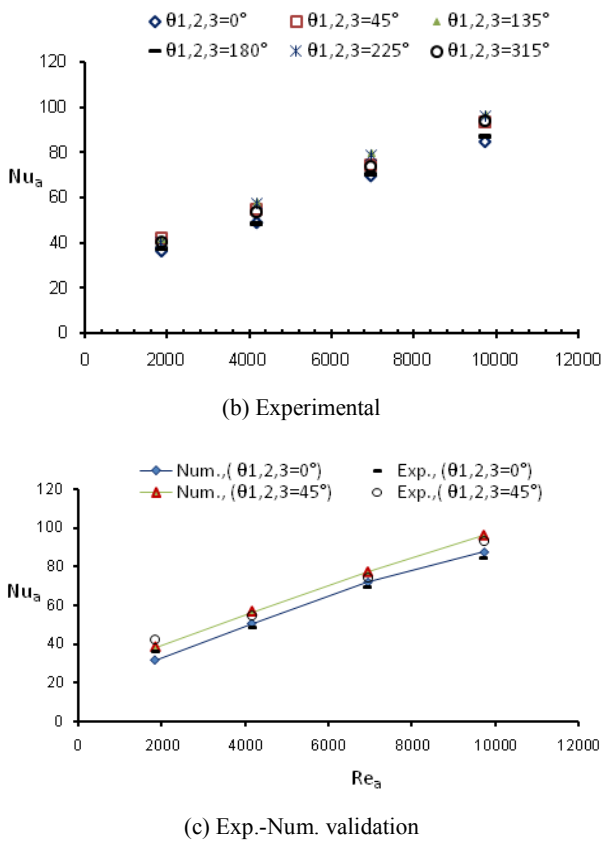 θ1,2,3=0° θ1,2,3=45° θ1,2,3=135°
θ1,2,3=180° θ1,2,3=225° θ1,2,3=315°
120
100
80
60
40
20
0
Nuₐ
0 2000 4000 6000 8000 10000 12000
(b) Experimental
Num.,( θ1,2,3=0°) Exp.,( θ1,2,3=0°)
Num., (θ1,2,3=45°) Exp.,( θ1,2,3=45°)
120
100
80
60
40
20
0
Nuₐ
0 2000 4000 6000 8000 10000 12000
Reₐ
(c) Exp.-Num. validation